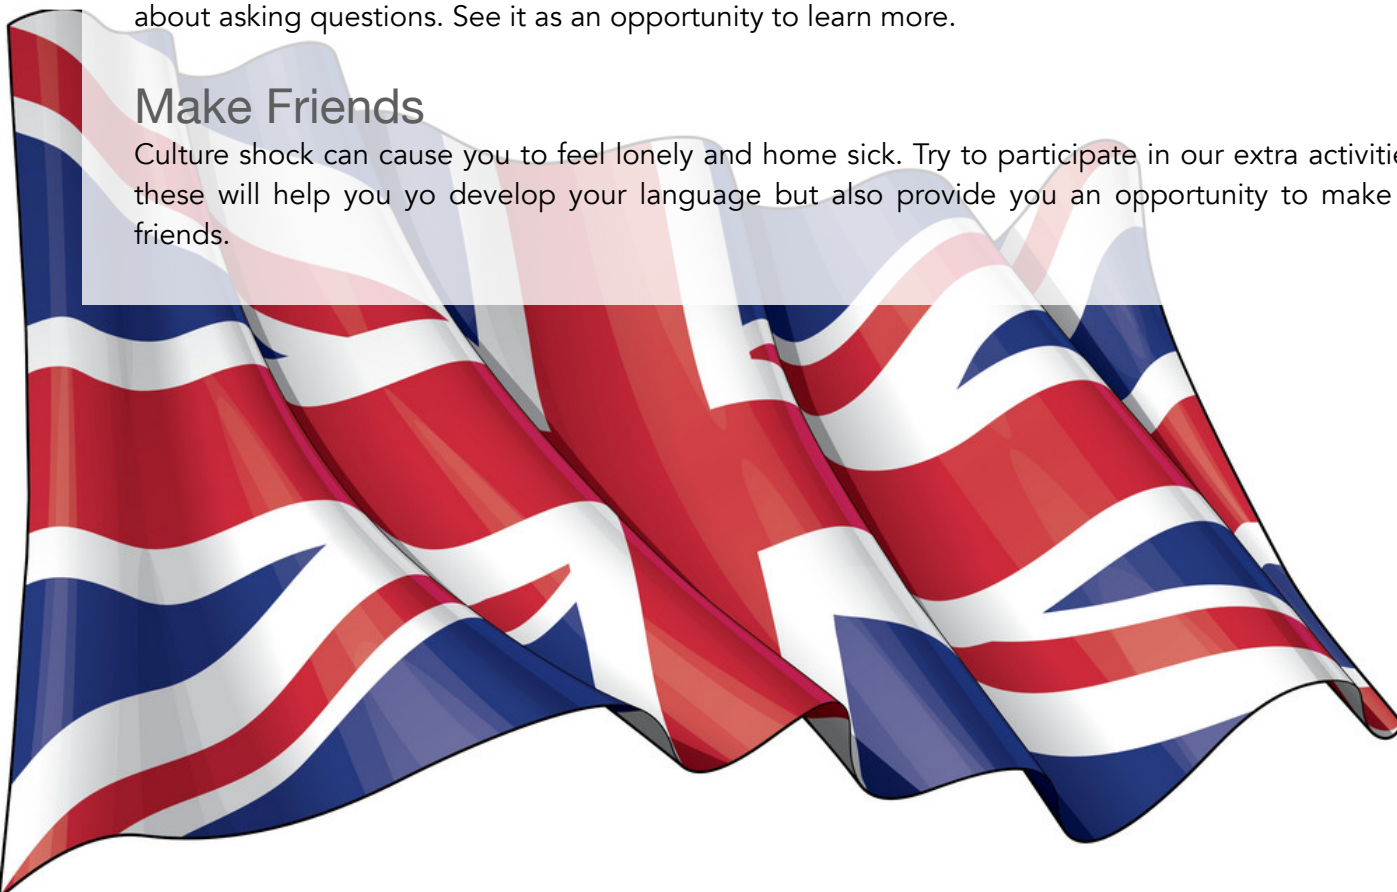 about asking questions. See it as an opportunity to learn more.
Make Friends
Culture shock can cause you to feel lonely and home sick. Try to participate in our extra
these will help you yo develop your language but also provide you an opportunity to make
friends.